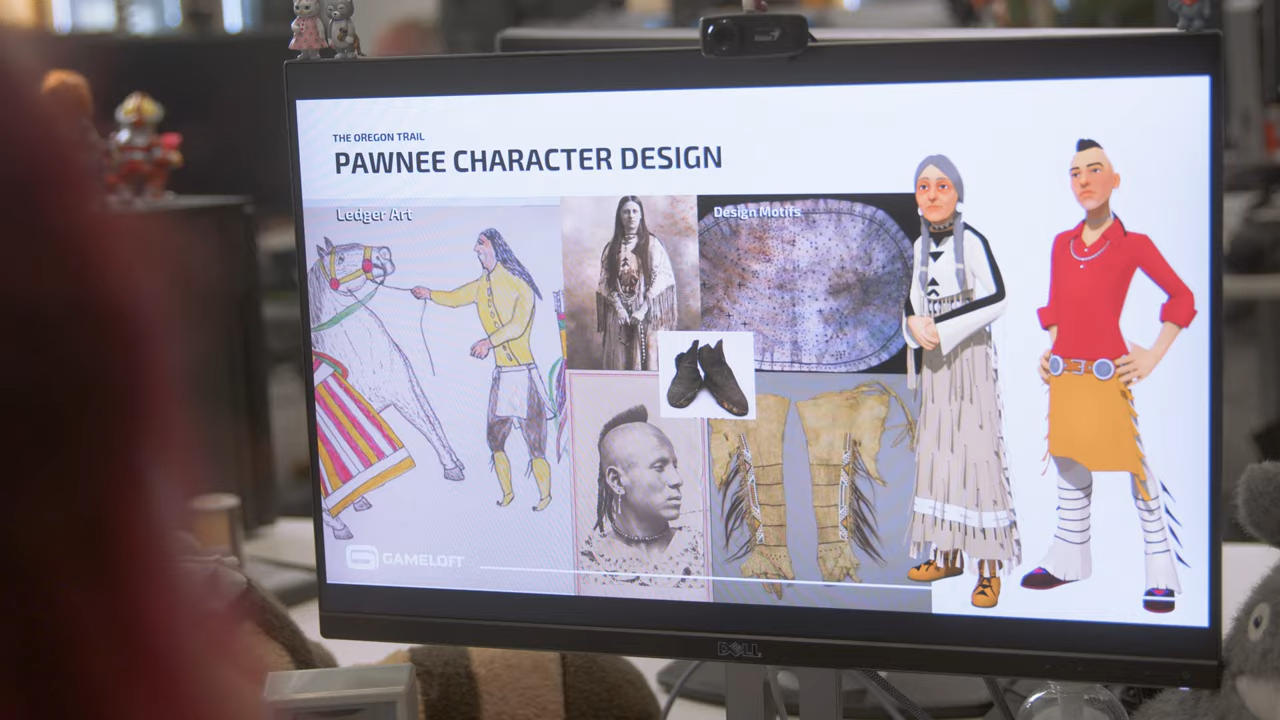 THE OREGON TRAIL
PAWNEE CHARACTER DESIGN
Ledger Art
Design Motifs
GAMELOFT
DELL